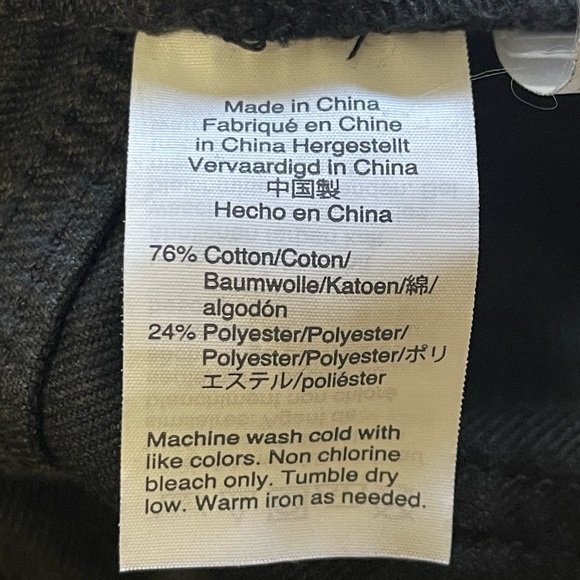 Made in China
Fabriqué en Chine
in China Hergestellt
Vervaardigd in China
中国製
Hecho en China
76% Cotton/Coton/
Baumwolle/Katoen/綿/
algodón
24% Polyester/Polyester/
Polyester/Polyester/ポリ
エステル/poliéster
Machine wash cold with
like colors. Non chlorine
bleach only. Tumble dry
low. Warm iron as needed.